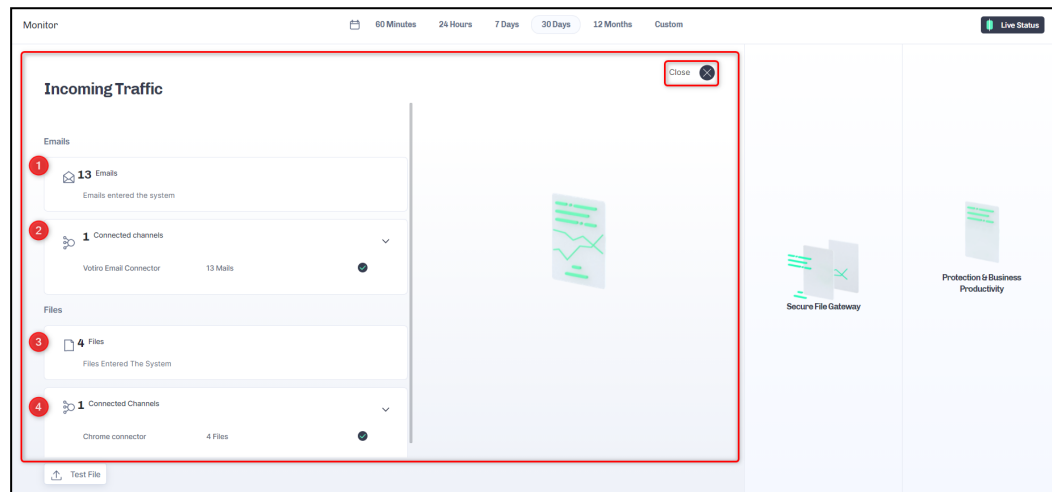 Monitor
60 Minutes 24 Hours 7 Days 30 Days 12 Months Custom
Live Status
Close
Incoming Traffic
Emails
1
13 Emails
Emails entered the system
2
1 Connected channels
Votiro Email Connector 13 Mails
Files
3
4 Files
Files Entered The System
4
1 Connected Channels
Chrome connector 4 Files
Test File
Secure File Gateway
Protection & Business
Productivity